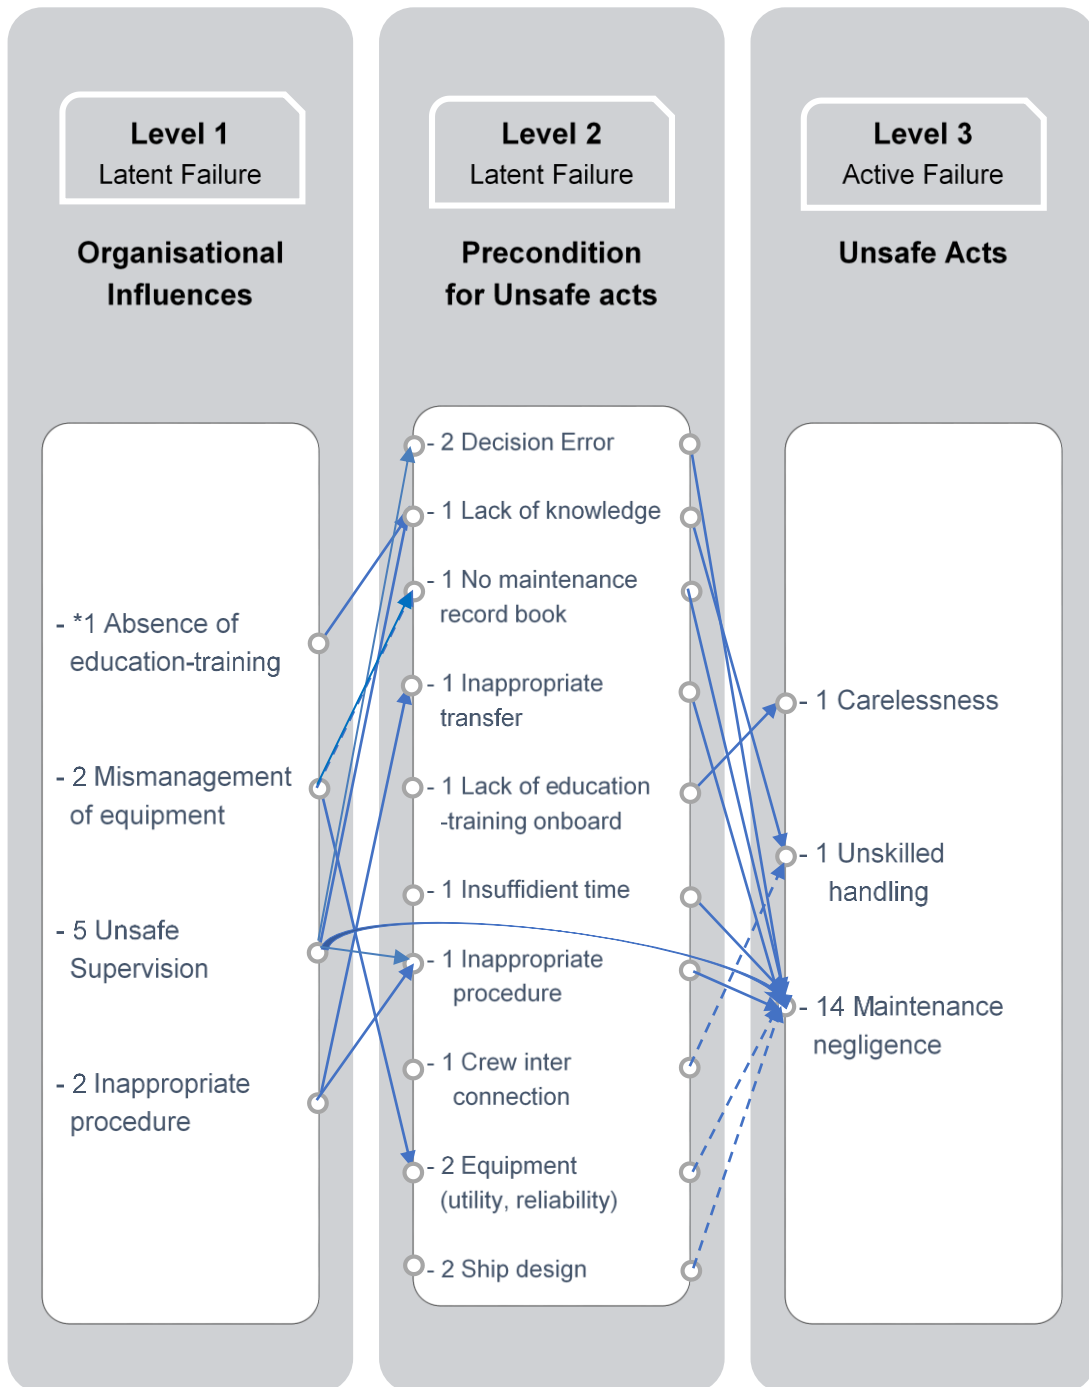 Level 1
Latent Failure
Organisational
Influences
- *1 Absence of
education-training
- 2 Mismanagement
of equipment
- 5 Unsafe
Supervision
- 2 Inappropriate
procedure
Level 2
Latent Failure
Precondition
for Unsafe acts
- 2 Decision Error
- 1 Lack of knowledge
- 1 No maintenance
record book
- 1 Inappropriate
transfer
- 1 Lack of education
-training onboard
- 1 Insuffident time
- 1 Inappropriate
procedure
- 1 Crew inter
connection
- 2 Equipment
(utility, reliability)
- 2 Ship design
Level 3
Active Failure
Unsafe Acts
- 1 Carelessness
- 1 Unskilled
handling
- 14 Maintenance
negligence